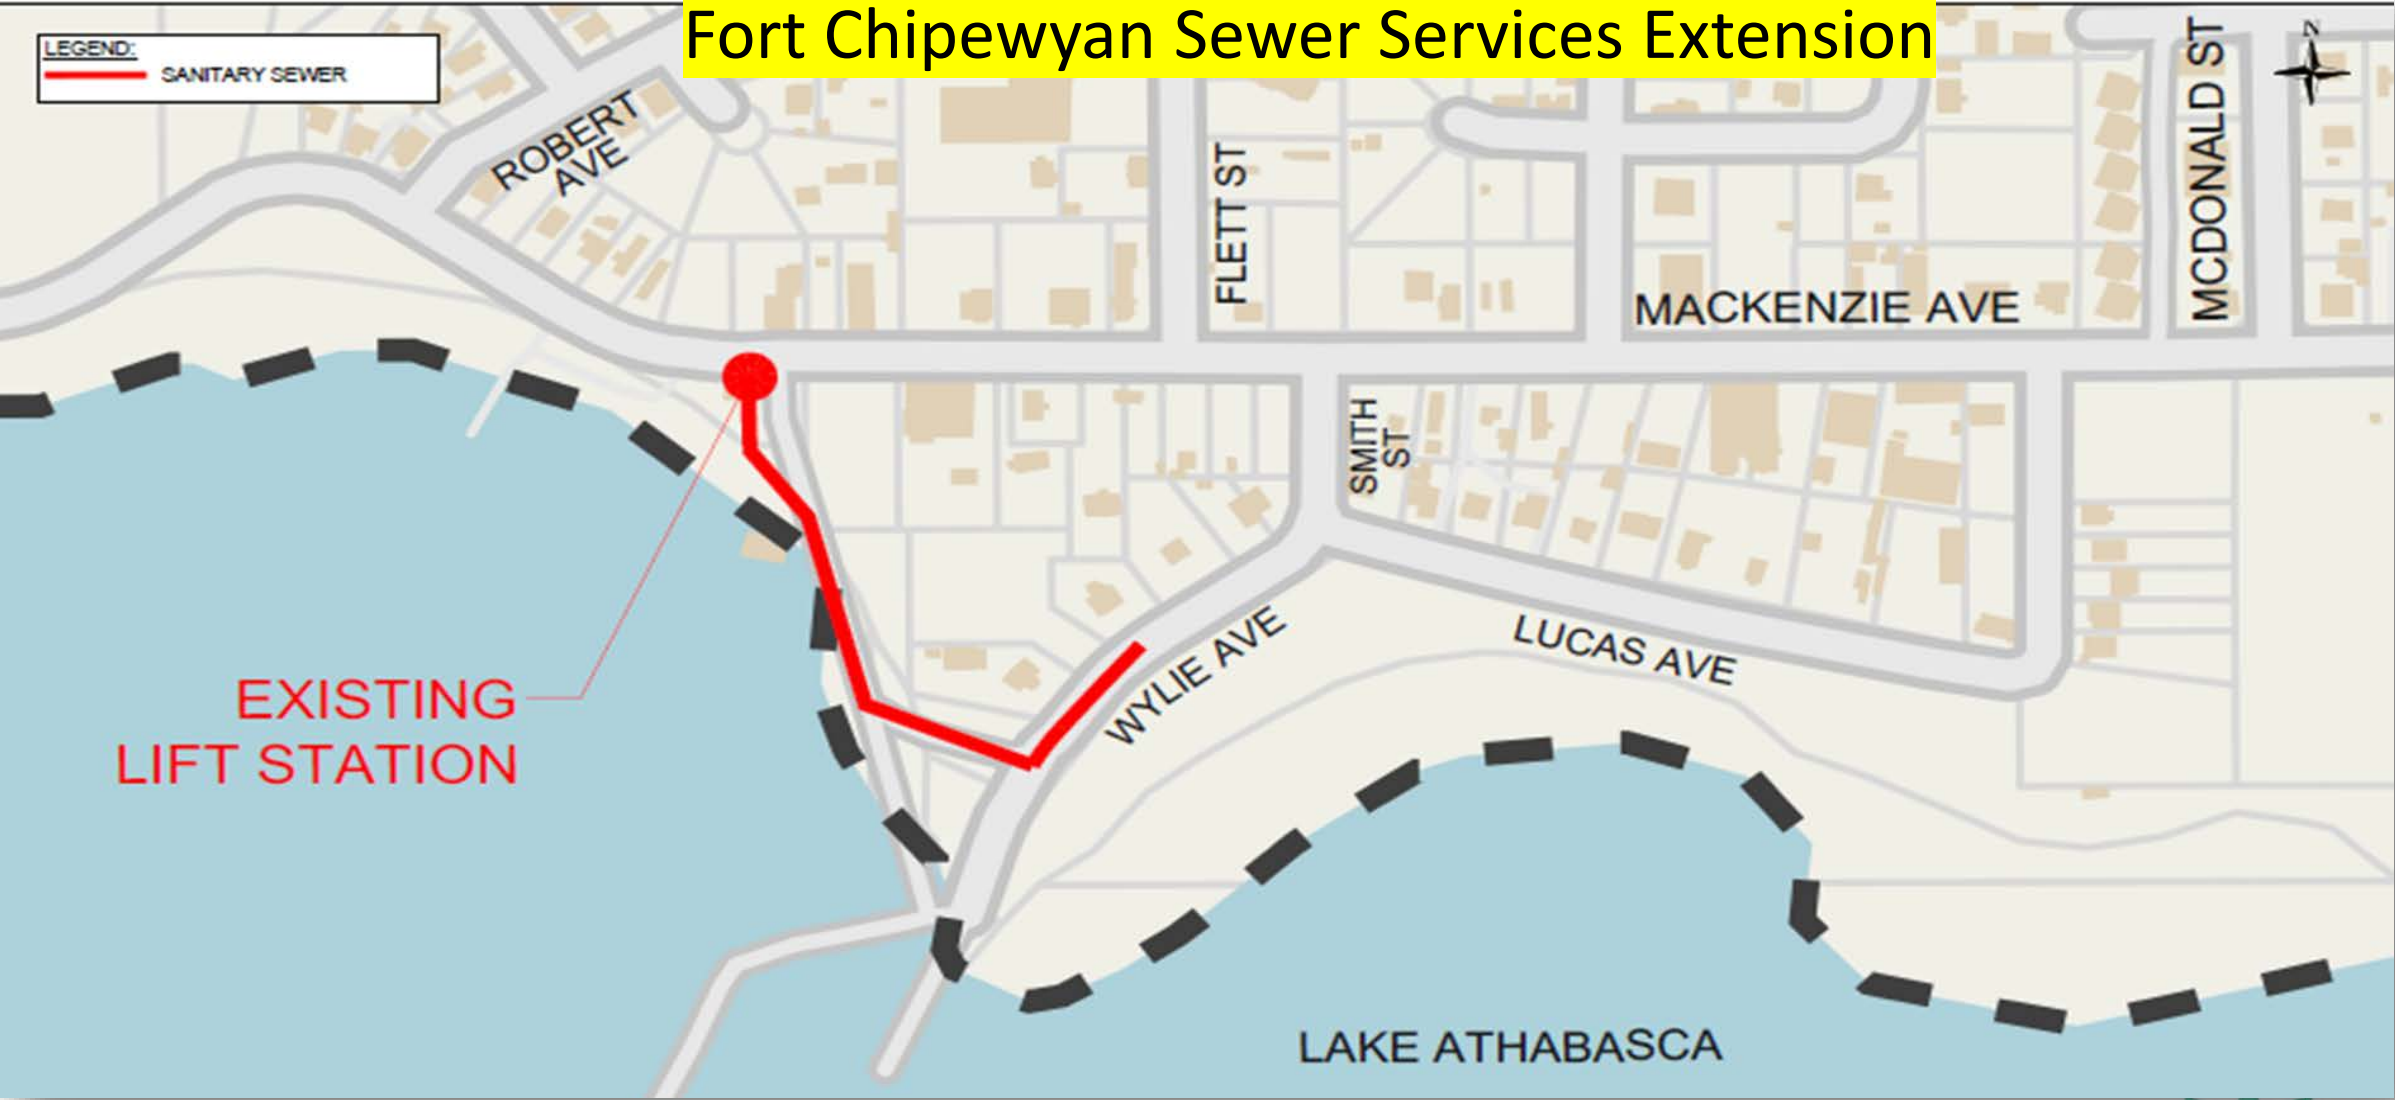 Fort Chipewyan Sewer Services Extension
LEGEND:
SANITARY SEWER
N
ROBERT
AVE
FLETT ST
MCDONALD ST
MACKENZIE AVE
SMITH
ST
WYLIE AVE
LUCAS AVE
EXISTING
LIFT STATION
LAKE ATHABASCA